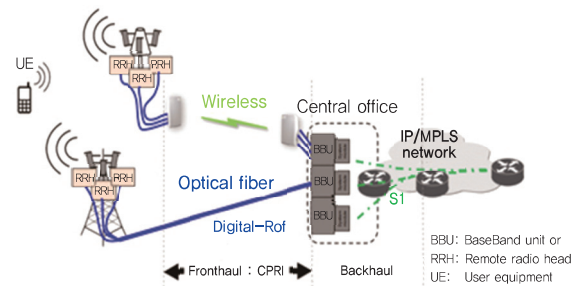 UE
RRH
RRH
RRH
Wireless
Central office
BBU
IP/MPLS
network
RRH
RRH
RRH
Optical fiber
BBU
S1
Digital-Rof
BBU
Fronthaul : CPRI
Backhaul
BBU: BaseBand unit or
RRH: Remote radio head
UE: User equipment